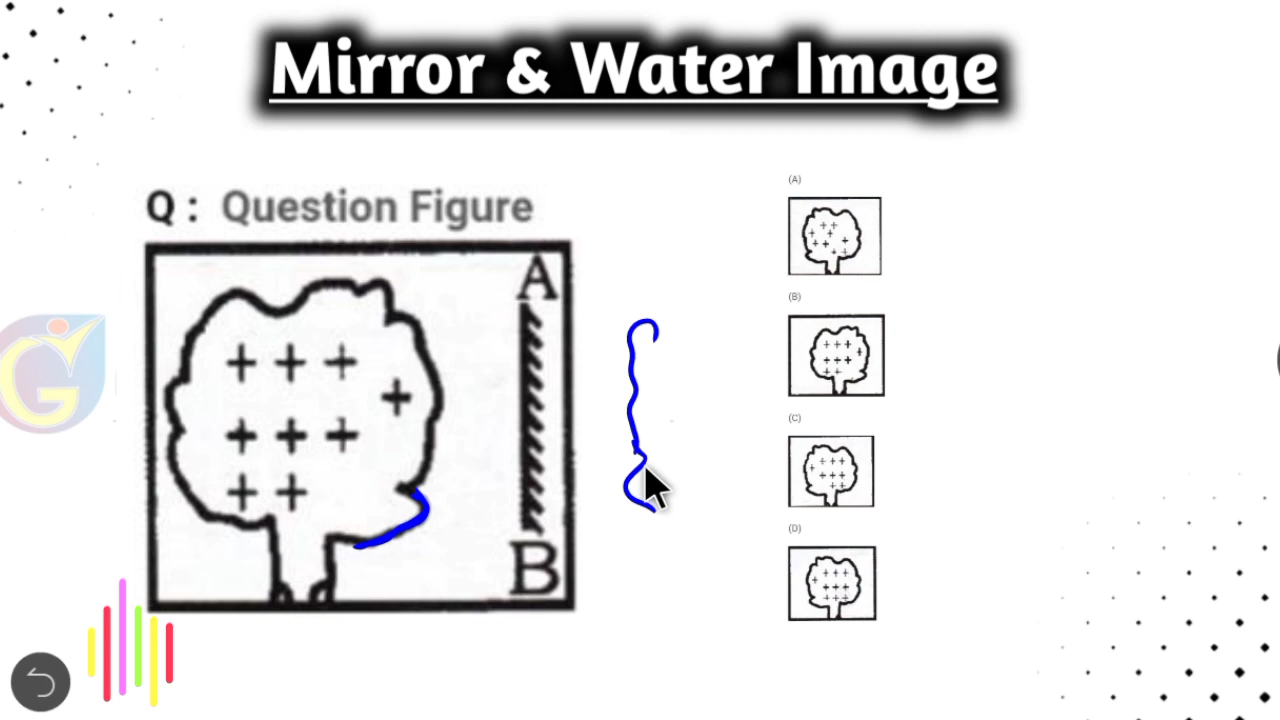 Mirror & Water Image
Q : Question Figure
A
B
(A)
(B)
(C)
(D)
G